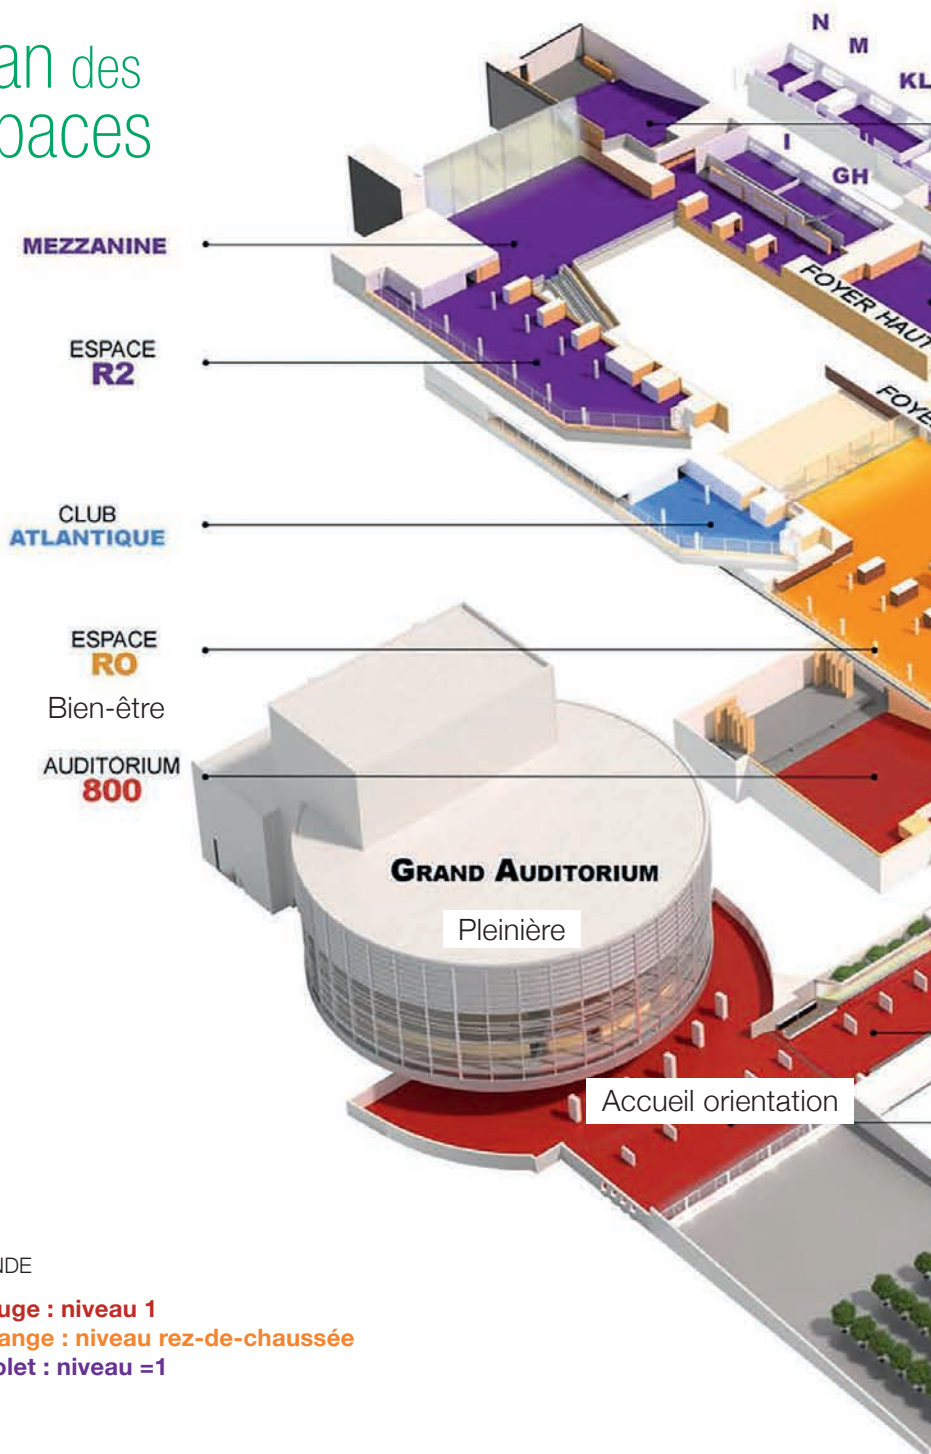 an des
paces
N
M
KL
I
GH
MEZZANINE
FOYER HAUT
ESPACE
R2
FOYE
CLUB
ATLANTIQUE
ESPACE
RO
Bien-être
AUDITORIUM
800
GRAND AUDITORIUM
Pleinière
Accueil orientation
NDE
uge : niveau 1
ange : niveau rez-de-chaussée
olet : niveau =1